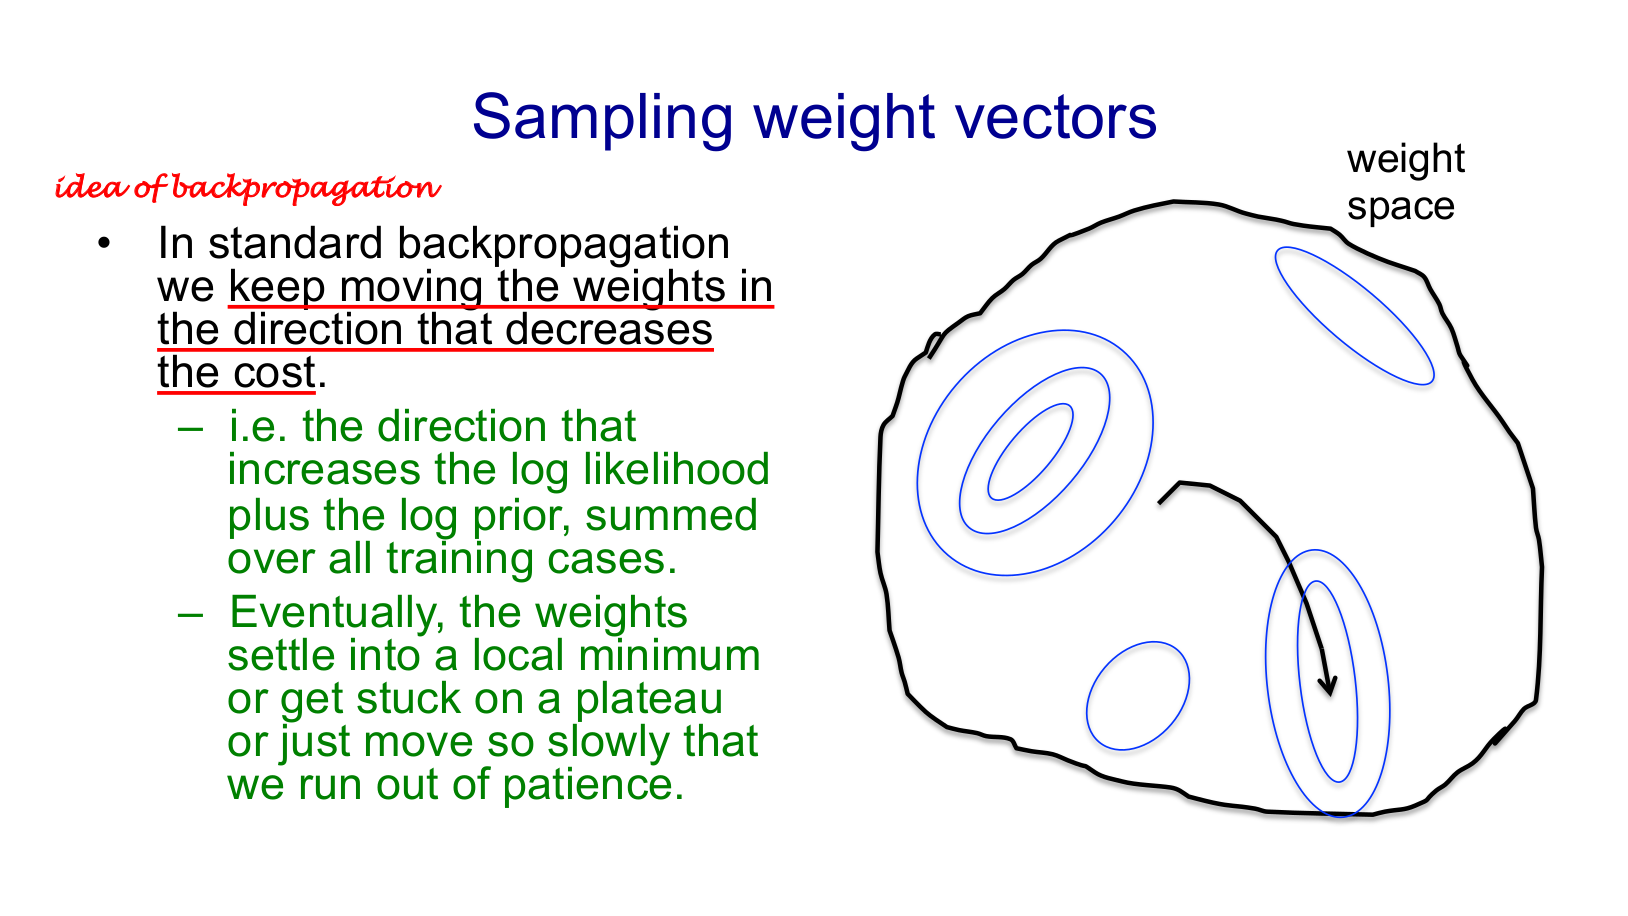 Sampling weight vectors
weight
space
idea of backpropagation
• In standard backpropagation
we keep moving the weights in
the direction that decreases
the cost.
– i.e. the direction that
increases the log likelihood
plus the log prior, summed
over all training cases.
– Eventually, the weights
settle into a local minimum
or get stuck on a plateau
or just move so slowly that
we run out of patience.